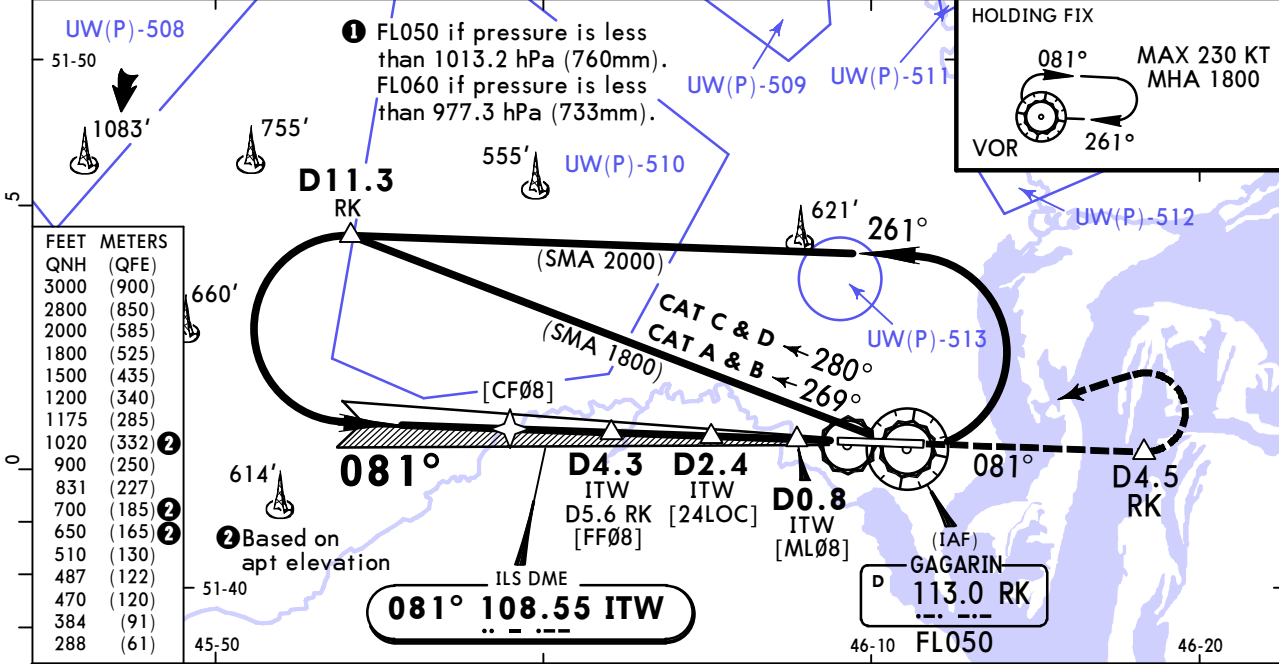 UW(P)-508
51-50
1083'
755'
❶ FL050 if pressure is less
than 1013.2 hPa (760mm).
FL060 if pressure is less
than 977.3 hPa (733mm).
UW(P)-509
UW(P)-511
HOLDING FIX
081°
MAX 230 KT
MHA 1800
VOR
261°
555'
UW(P)-510
D11.3
RK
5
621'
261°
UW(P)-512
(SMA 2000)
(SMA 1800)
CAT C & D 280°
CAT A & B 269°
UW(P)-513
FEET METERS
QNH (QFE)
3000 (900)
2800 (850)
2000 (585)
1800 (525)
1500 (435)
1200 (340)
1175 (285)
1020 (332) ❷
900 (250)
831 (227)
700 (185) ❷
650 (165) ❷
510 (130)
487 (122)
470 (120)
384 (91)
288 (61)
660'
0
[CFØ8]
081°
614'
❷ Based on
apt elevation
D4.3
ITW
D5.6 RK
[FFØ8]
D2.4
ITW
[24LOC]
D0.8
ITW
[MLØ8]
081°
D4.5
RK
51-40
45-50
ILS DME
081° 108.55 ITW
.. – .––
(IAF)
GAGARIN
D 113.0 RK
.–. –.–
FL050
46-10
46-20